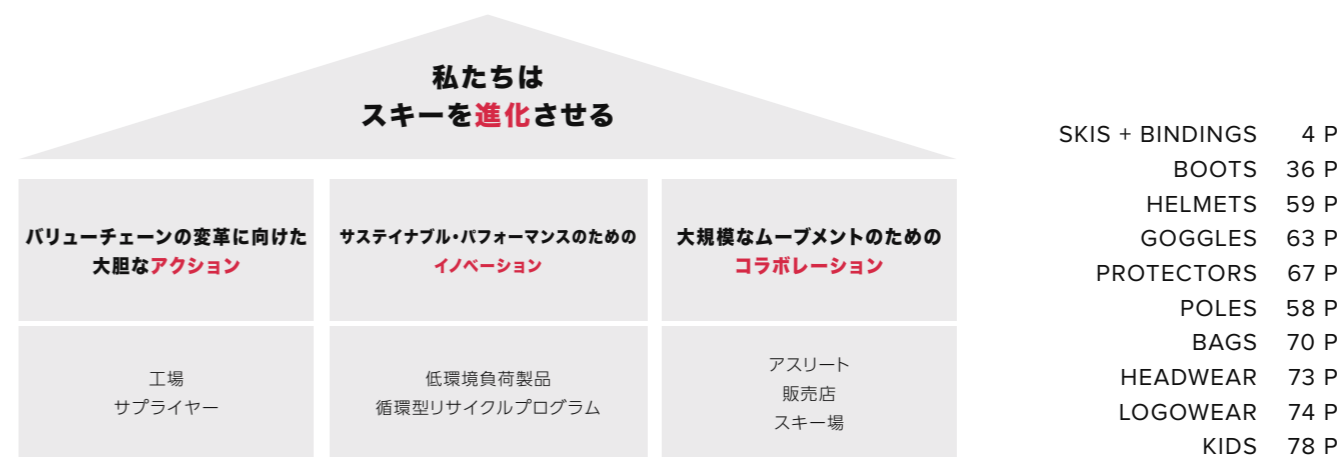 私たちは
スキーを進化させる
バリューチェーンの変革に向けた
大胆なアクション
サステイナブル・パフォーマンスのための
イノベーション
大規模なムーブメントのための
コラボレーション
工場
サプライヤー
低環境負荷製品
循環型リサイクルプログラム
アスリート
販売店
スキー場
SKIS + BINDINGS 4 P
BOOTS 36 P
HELMETS 59 P
GOGGLES 63 P
PROTECTORS 67 P
POLES 58 P
BAGS 70 P
HEADWEAR 73 P
LOGOWEAR 74 P
KIDS 78 P